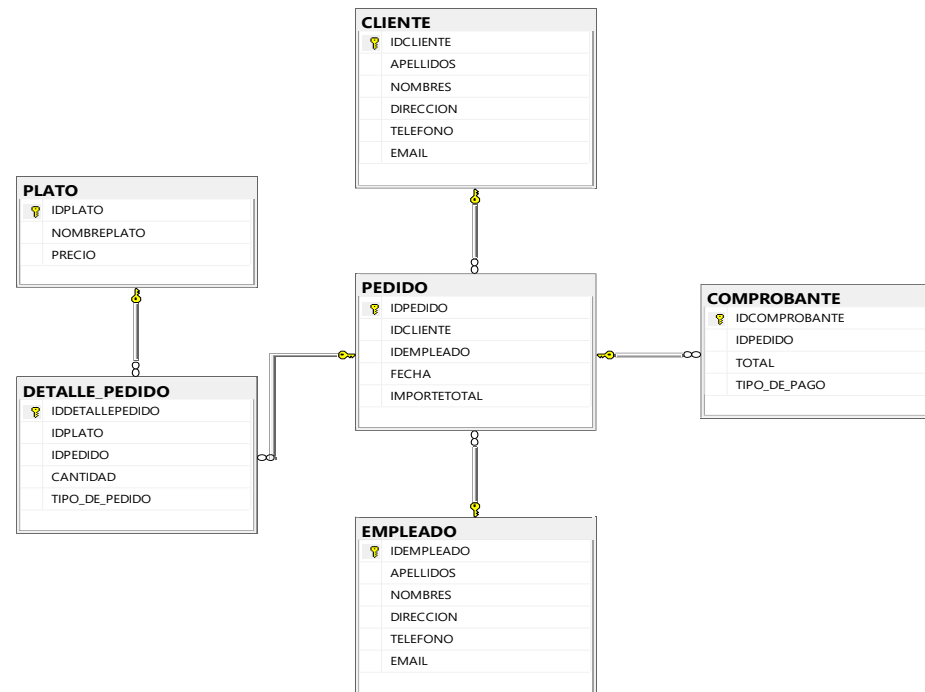 CLIENTE
IDCLIENTE
APELLIDOS
NOMBRES
DIRECCION
TELEFONO
EMAIL
PLATO
IDPLATO
NOMBREPLATO
PRECIO
PEDIDO
IDPEDIDO
IDCLIENTE
IDEMPLEADO
FECHA
IMPORTETOTAL
COMPROBANTE
IDCOMPROBANTE
IDPEDIDO
TOTAL
TIPO_DE_PAGO
DETALLE_PEDIDO
IDDETALLEPEDIDO
IDPLATO
IDPEDIDO
CANTIDAD
TIPO_DE_PEDIDO
EMPLEADO
IDEMPLEADO
APELLIDOS
NOMBRES
DIRECCION
TELEFONO
EMAIL